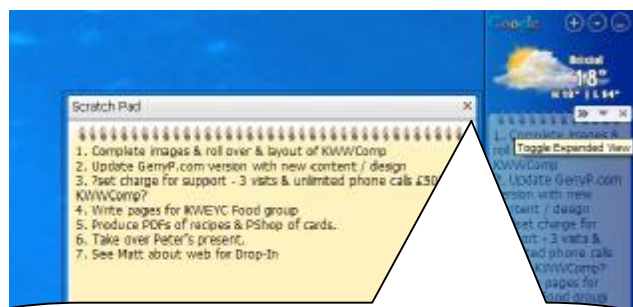 Google
Bristol
18°
Scratch Pad
1. Complete images & roll over & layout of KWWComp
2. Update GerryP.com version with new content / design
3. ?set charge for support - 3 visits & unlimited phone calls £50
KWWComp?
4. Write pages for KWEYC Food group
5. Produce PDFs of recipes & PShop of cards.
6. Take over Peter's present.
7. See Matt about web for Drop-In
1. Complete images &
roll
Toggle Expanded View
KWWComp
2. Update GerryP.com
version with new
content / design
set charge for
support - 3 visits &
phone calls
KWWComp?
pages for
Food group